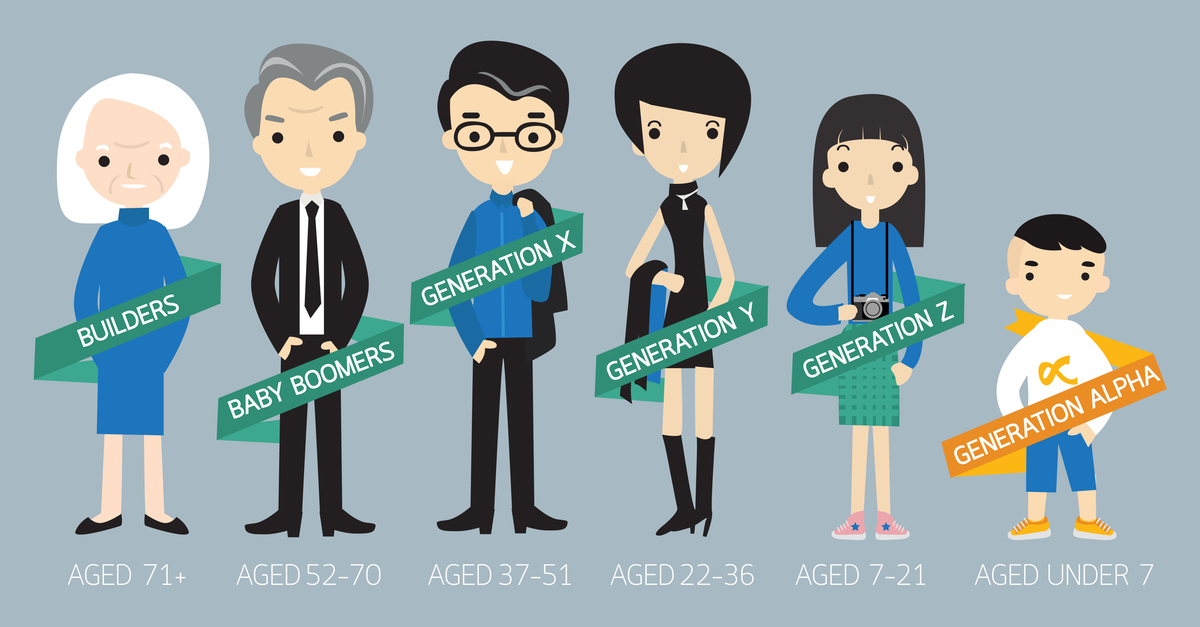 BUILDERS
BABY BOOMERS
GENERATION X
GENERATION Y
GENERATION Z
GENERATION ALPHA
AGED 71+
AGED 52-70
AGED 37-51
AGED 22-36
AGED 7-21
AGED UNDER 7